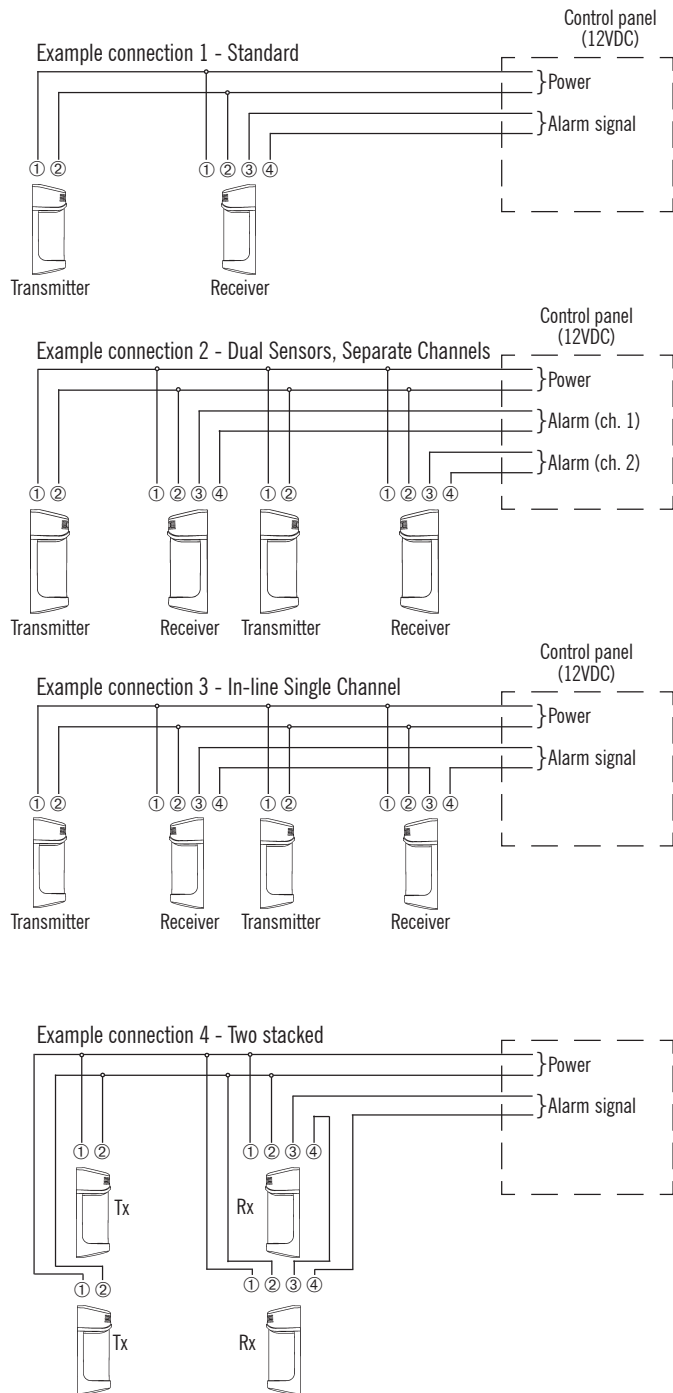 Control panel
(12VDC)
Example connection 1 - Standard
Power
Alarm signal
① ② ① ② ③ ④
Transmitter Receiver
Control panel
(12VDC)
Example connection 2 - Dual Sensors, Separate Channels
Power
Alarm (ch. 1)
Alarm (ch. 2)
① ② ① ② ③ ④ ① ② ① ② ③ ④
Transmitter Receiver Transmitter Receiver
Control panel
(12VDC)
Example connection 3 - In-line Single Channel
Power
Alarm signal
① ② ① ② ③ ④ ① ② ① ② ③ ④
Transmitter Receiver Transmitter Receiver
Example connection 4 - Two stacked
Power
Alarm signal
① ② ① ② ③ ④
Tx Rx
① ② ① ② ③ ④
Tx Rx